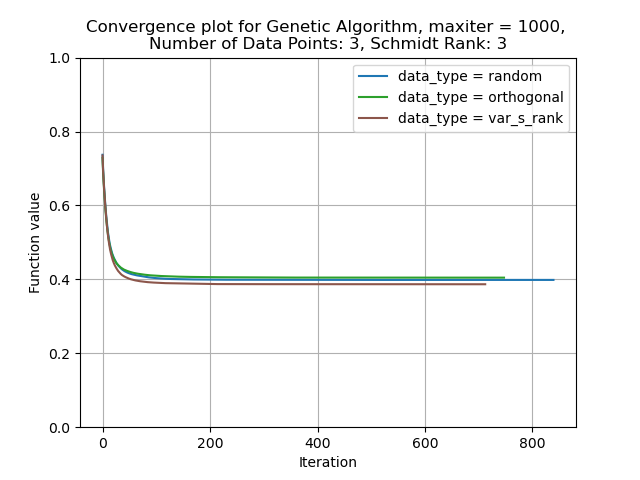 Convergence plot for Genetic Algorithm, maxiter = 1000,
Number of Data Points: 3, Schmidt Rank: 3
1.0
0.8
0.6
0.4
0.2
0.0
Function value
data_type = random
data_type = orthogonal
data_type = var_s_rank
0 200 400 600 800
Iteration